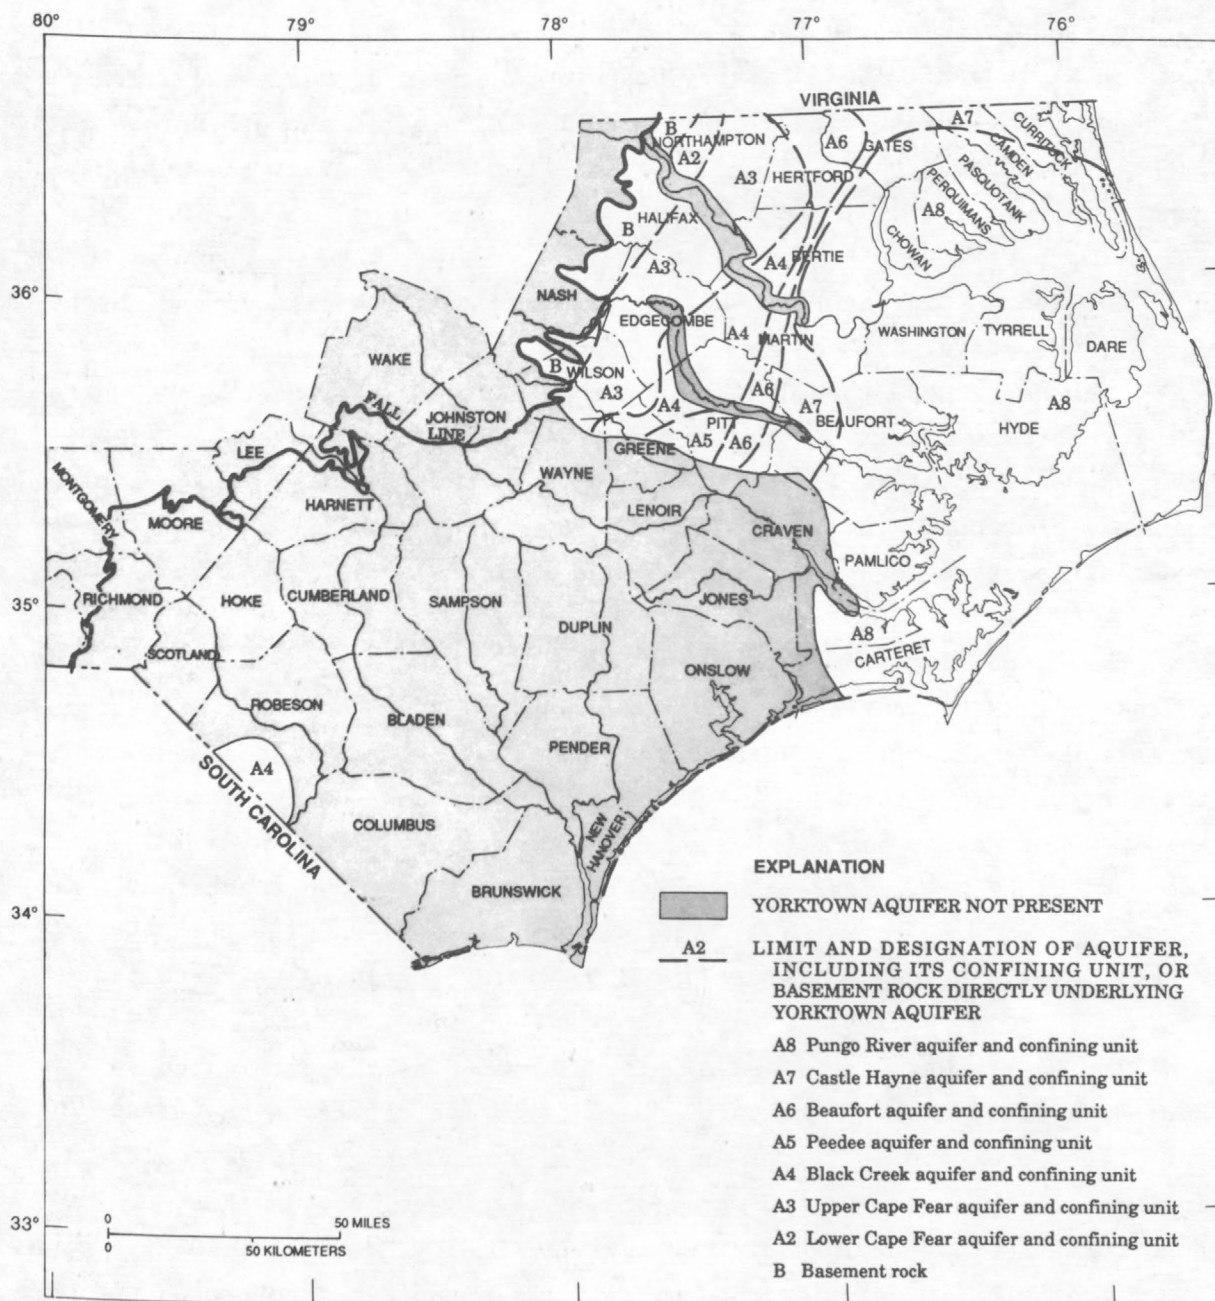 80° 79° 78° 77° 76°
VIRGINIA
B
NORTHAMPTON
A2
A3
HERTFORD
A6
GATES
A7
CURRITUCK
CAMDEN
PASQUOTANK
PERQUIMANS
A8
CHOWAN
HALIFAX
B
A3
A4
BERTIE
36°
NASH
EDGECOMBE
A4
MARTIN
WASHINGTON
TYRRELL
DARE
WAKE
B
WILSON
A3
A4
A6
A7
BEAUFORT
A8
HYDE
FALL
LINE
JOHNSTON
PITT
A5
A6
GREENE
LEE
WAYNE
MONTGOMERY
MOORE
HARNETT
LENOIR
CRAVEN
PAMLICO
35°
RICHMOND
HOKE
CUMBERLAND
SAMPSON
DUPLIN
JONES
A8
CARTERET
SCOTLAND
ONSLOW
ROBESON
BLADEN
PENDER
A4
SOUTH CAROLINA
COLUMBUS
NEW
HANOVER
BRUNSWICK
34°
33°
EXPLANATION
YORKTOWN AQUIFER NOT PRESENT
A2 LIMIT AND DESIGNATION OF AQUIFER,
INCLUDING ITS CONFINING UNIT, OR
BASEMENT ROCK DIRECTLY UNDERLYING
YORKTOWN AQUIFER
A8 Pungo River aquifer and confining unit
A7 Castle Hayne aquifer and confining unit
A6 Beaufort aquifer and confining unit
A5 Peedee aquifer and confining unit
A4 Black Creek aquifer and confining unit
A3 Upper Cape Fear aquifer and confining unit
A2 Lower Cape Fear aquifer and confining unit
B Basement rock
0 50 MILES
0 50 KILOMETERS